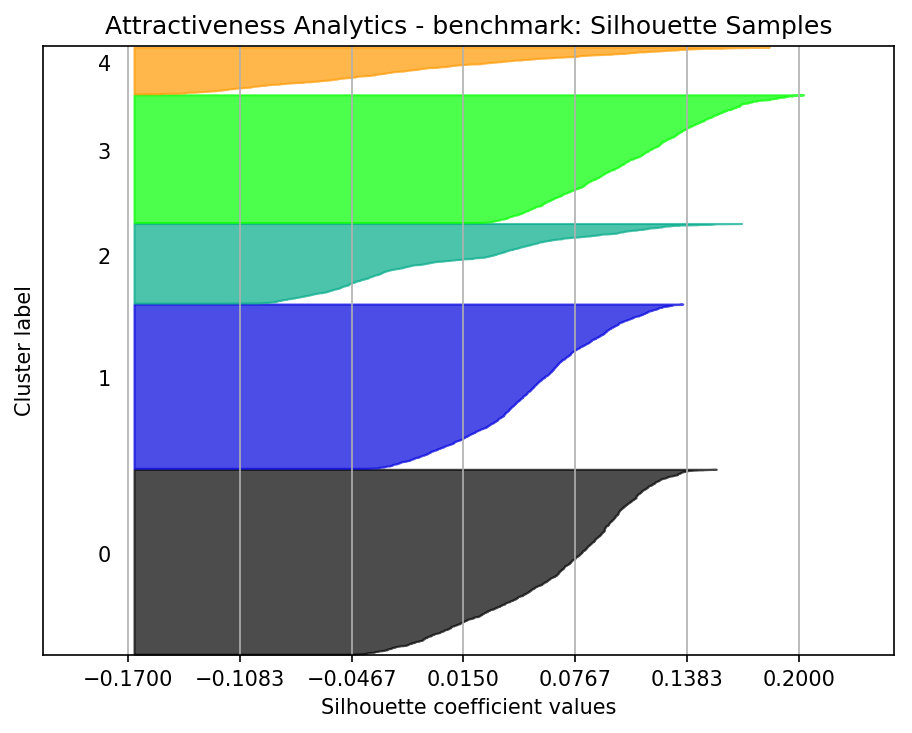 Attractiveness Analytics - benchmark: Silhouette Samples
4
3
2
1
0
Cluster label
−0.1700 −0.1083 −0.0467 0.0150 0.0767 0.1383 0.2000
Silhouette coefficient values